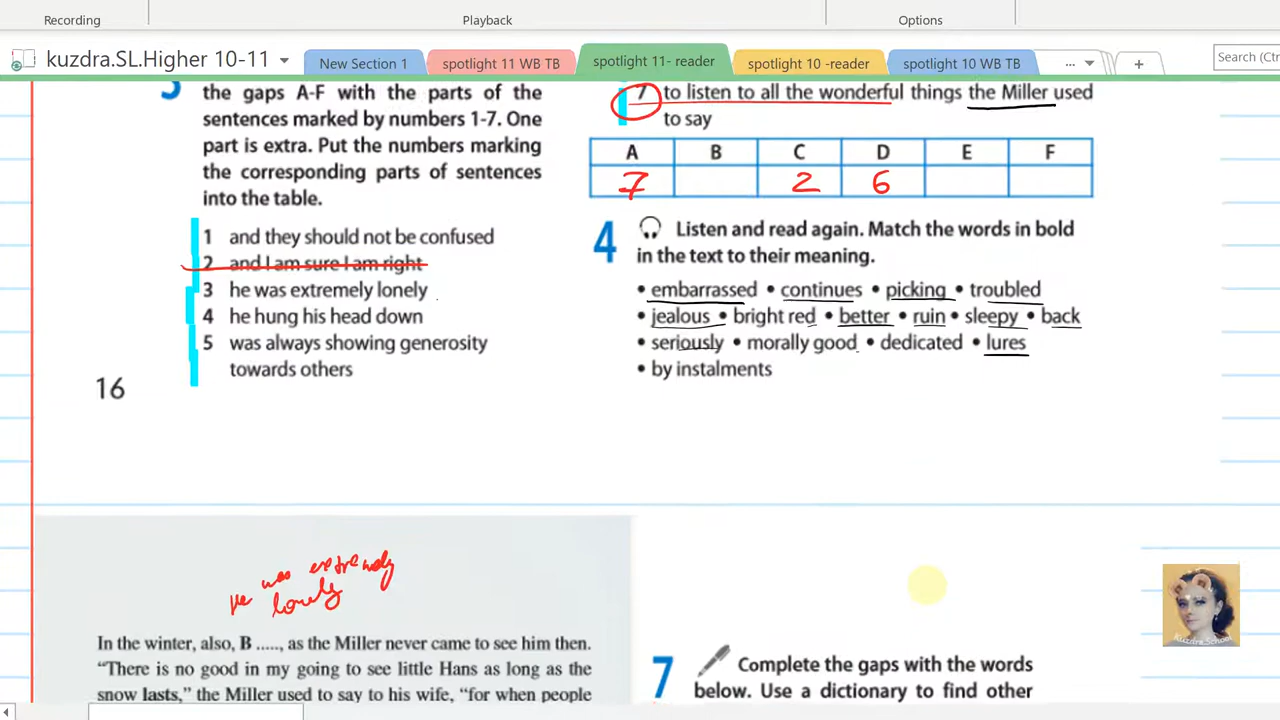 Recording
Playback
Options
kuzdra.SL.Higher 10-11
New Section 1
spotlight 11 WB TB
spotlight 11- reader
spotlight 10 -reader
spotlight 10 WB TB
...
+
Search (Ct
3
the gaps A-F with the parts of the
sentences marked by numbers 1-7. One
part is extra. Put the numbers marking
the corresponding parts of sentences
into the table.
1 and they should not be confused
2 and I am sure I am right
3 he was extremely lonely
4 he hung his head down
5 was always showing generosity
towards others
16
7 to listen to all the wonderful things the Miller used
to say
A B C D E F
7 2 6
4 Listen and read again. Match the words in bold
in the text to their meaning.
• embarrassed • continues • picking • troubled
• jealous • bright red • better • ruin • sleepy • back
• seriously • morally good • dedicated • lures
• by instalments
he was extremely
lonely
In the winter, also, B ....., as the Miller never came to see him then.
“There is no good in my going to see little Hans as long as the
snow lasts,” the Miller used to say to his wife, “for when people
7 Complete the gaps with the words
below. Use a dictionary to find other
Kuzdra.School